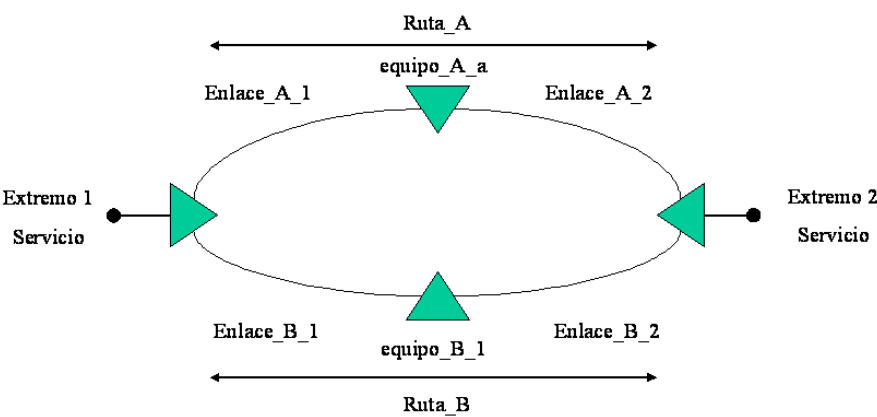 Ruta_A
equipo_A_a
Enlace_A_1
Enlace_A_2
Extremo 1
Servicio
Extremo 2
Servicio
Enlace_B_1
Enlace_B_2
equipo_B_1
Ruta_B